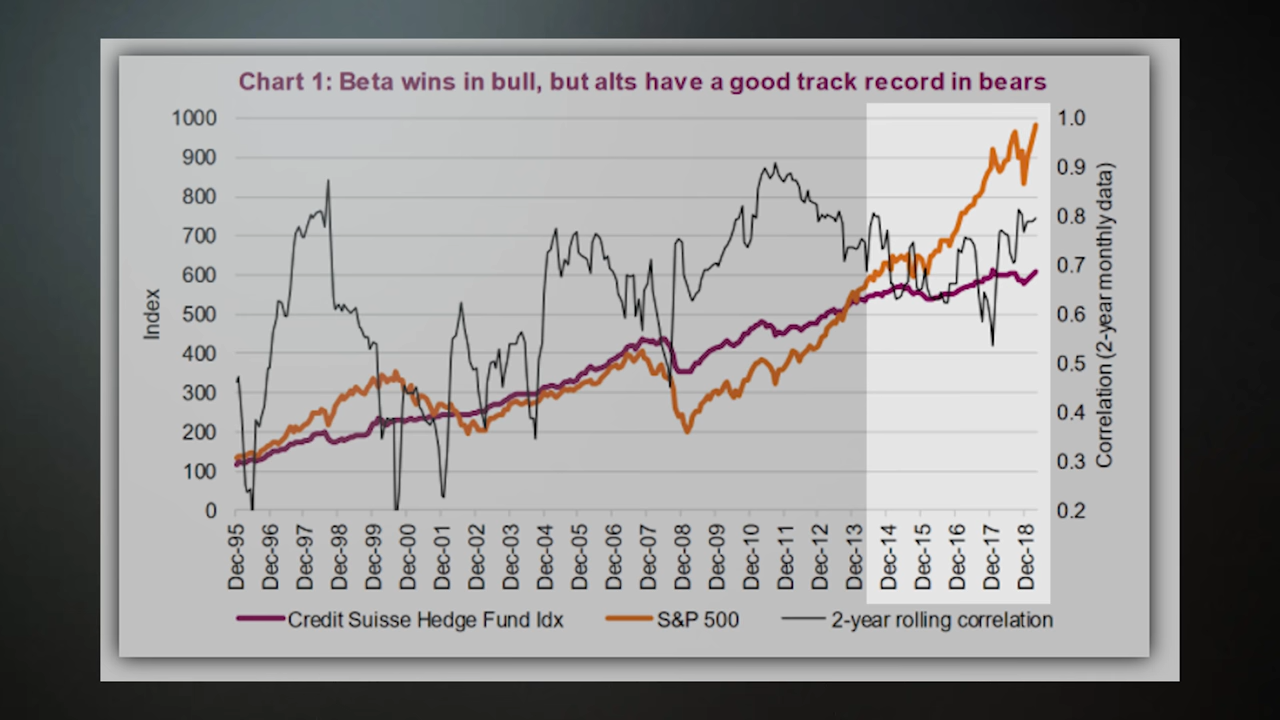 Chart 1: Beta wins in bull, but alts have a good track record in bears
1000
900
800
700
600
500
400
300
200
100
0
Index
1.0
0.9
0.8
0.7
0.6
0.5
0.4
0.3
0.2
Correlation (2-year monthly data)
Dec-95
Dec-96
Dec-97
Dec-98
Dec-99
Dec-00
Dec-01
Dec-02
Dec-03
Dec-04
Dec-05
Dec-06
Dec-07
Dec-08
Dec-09
Dec-10
Dec-11
Dec-12
Dec-13
Dec-14
Dec-15
Dec-16
Dec-17
Dec-18
Credit Suisse Hedge Fund Idx
S&P 500
2-year rolling correlation